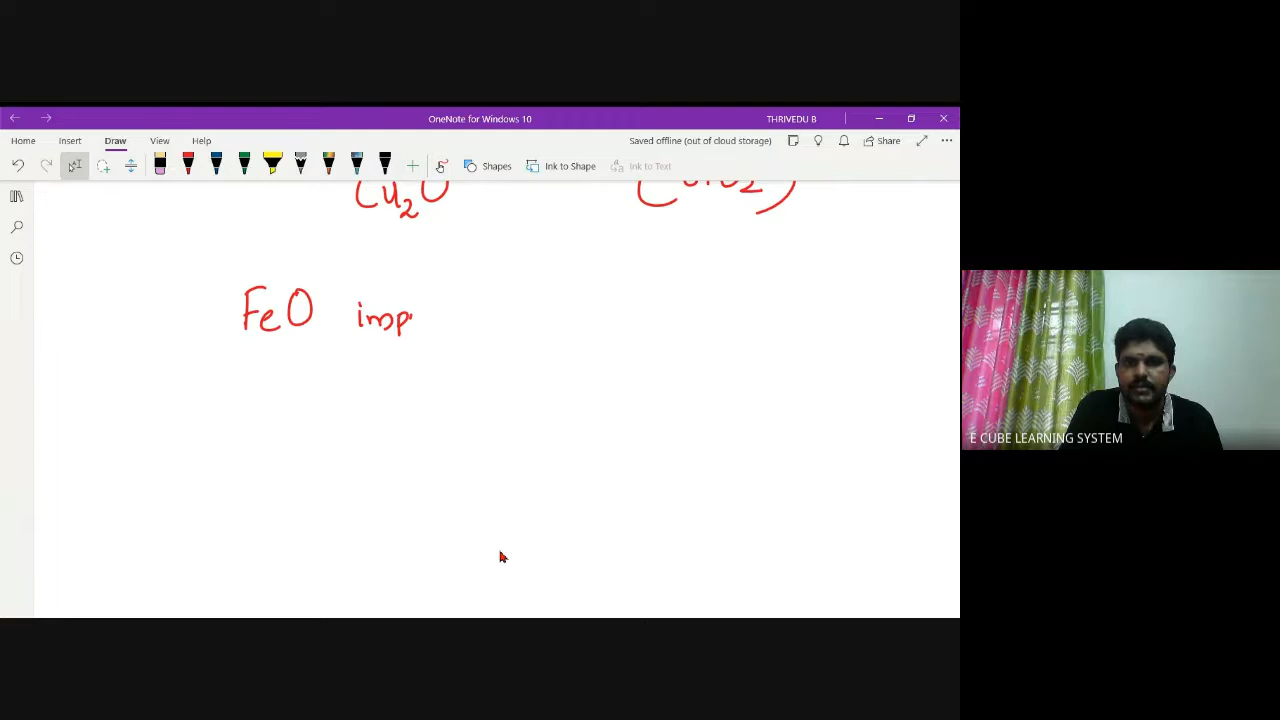 OneNote for Windows 10
THRIVEDU B
Home Insert Draw View Help
Saved offline (out of cloud storage)
Share
Shapes
Ink to Shape
Ink to Text
Cu2O
FeO imp
E CUBE LEARNING SYSTEM